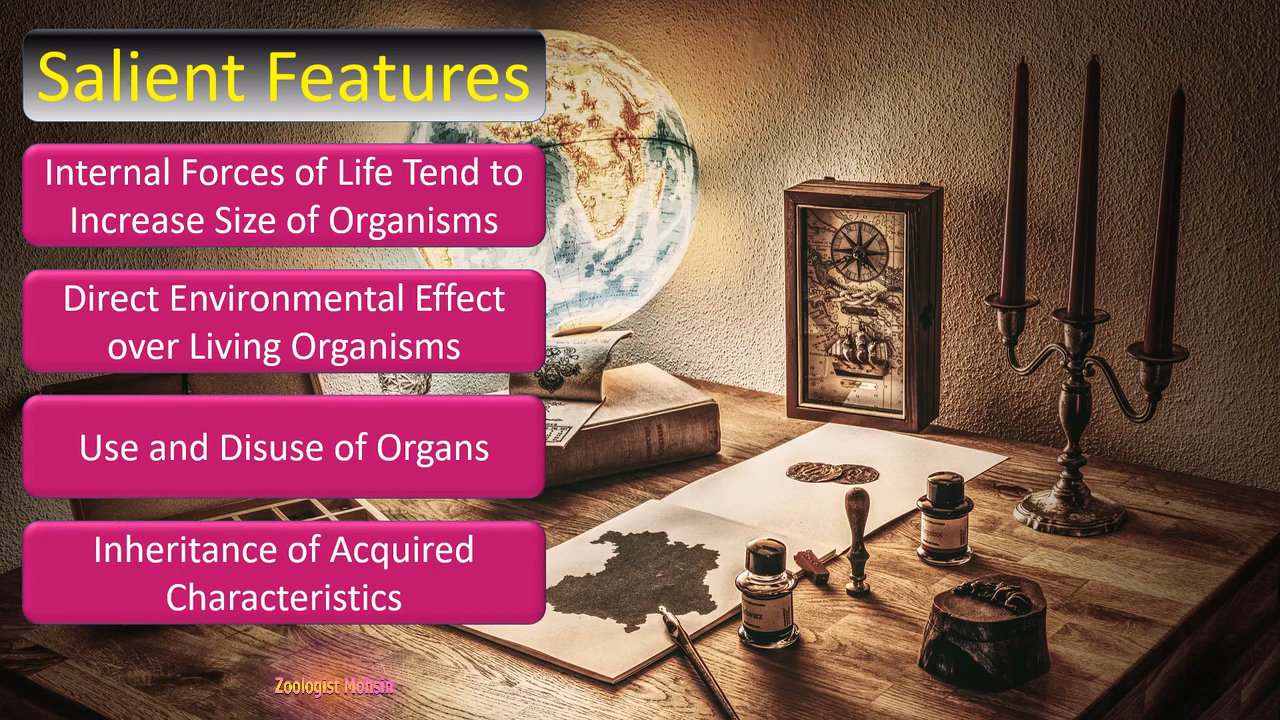 Salient Features
Internal Forces of Life Tend to
Increase Size of Organisms
Direct Environmental Effect
over Living Organisms
Use and Disuse of Organs
Inheritance of Acquired
Characteristics
Zoologist Mohsin